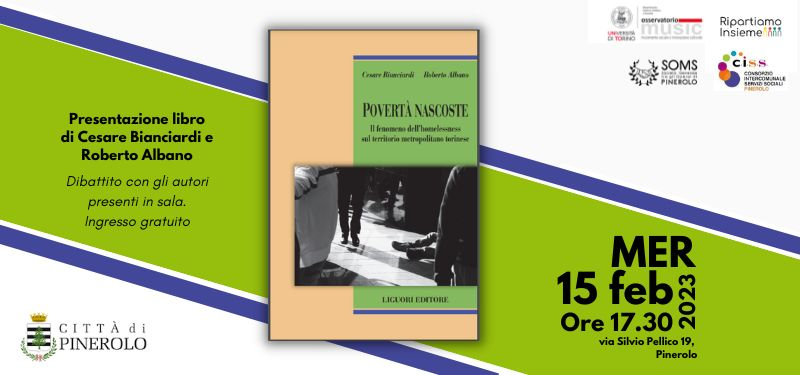 Presentazione libro
di Cesare Bianciardi e
Roberto Albano
Dibattito con gli autori
presenti in sala.
Ingresso gratuito
CITTÀ di
PINEROLO
Cesare Bianciardi Roberto Albano
POVERTÀ NASCOSTE
Il fenomeno dell'homelessness
sul territorio metropolitano torinese
LIGUORI EDITORE
UNIVERSITÀ
DI TORINO
osservatorio
music
Ripartiamo
Insieme
SOMS
PINEROLO
c.i.s.s.
CONSORZIO
INTERCOMUNALE
SERVIZI SOCIALI
PINEROLO
MER
15 feb
2023
Ore 17.30
via Silvio Pellico 19,
Pinerolo